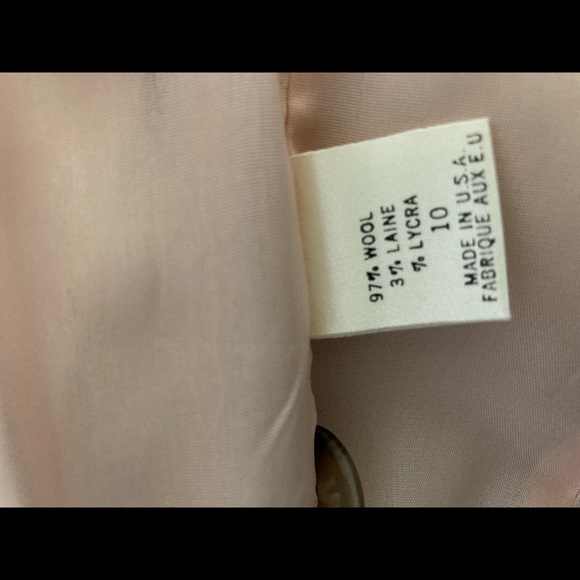 97% WOOL
3% LAINE
% LYCRA
10
MADE IN U.S.A.
FABRIQUE AUX E.U